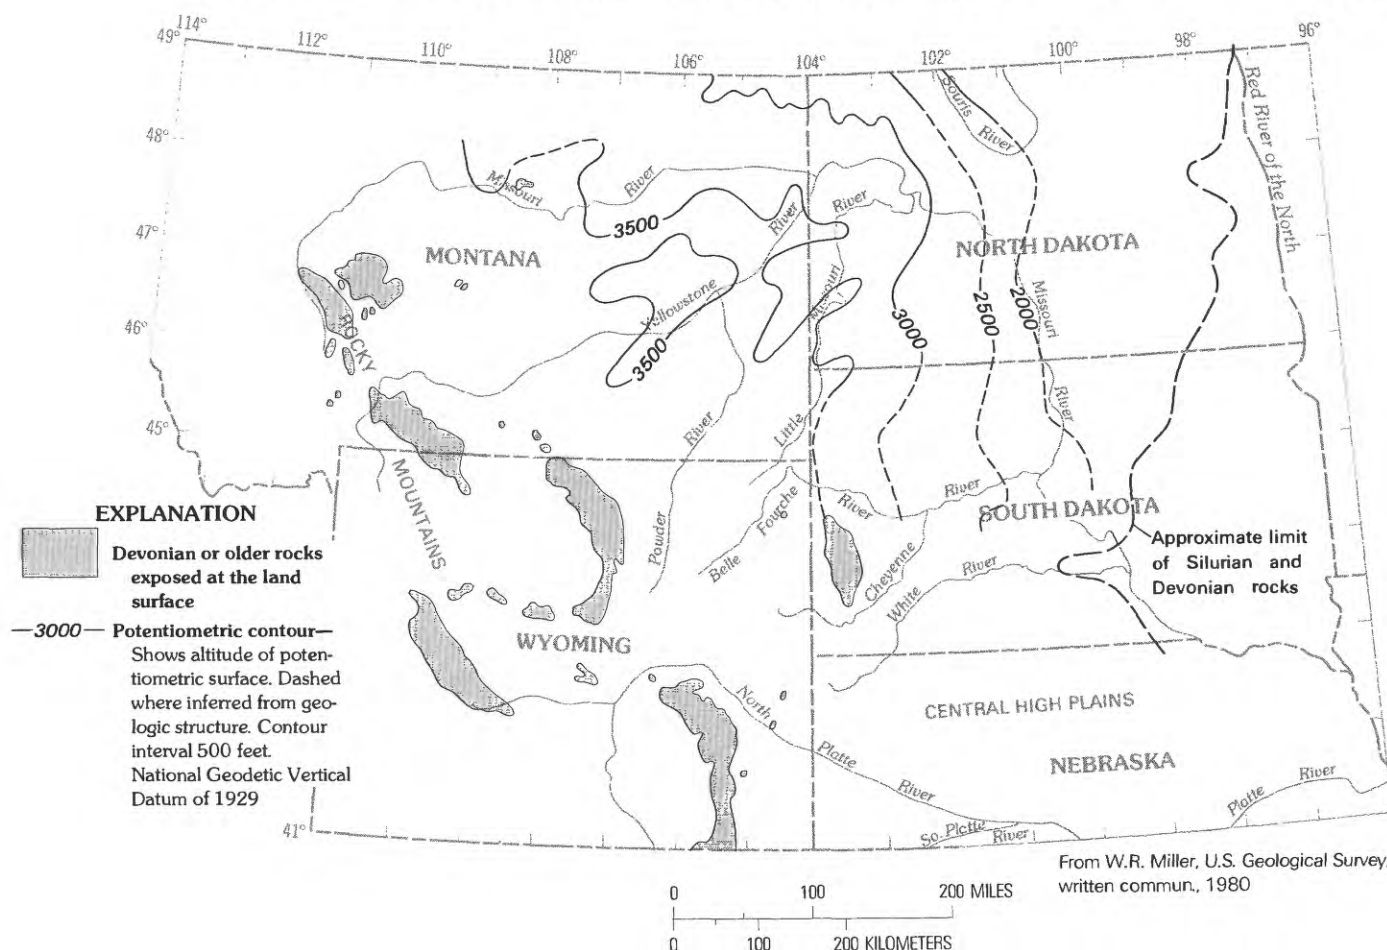 114°
49°
112°
110°
108°
106°
104°
102°
100°
98°
96°
48°
47°
46°
45°
41°
Souris
River
Red River of the North
Missouri
River
River
River
MONTANA
3500
NORTH DAKOTA
Yellowstone
Missouri
3000
2500
2000
Missouri
3500
ROCKY
River
River
Little
MOUNTAINS
Powder
Belle
Fourche
River
River
Cheyenne
White
River
SOUTH DAKOTA
Approximate limit
of Silurian and
Devonian rocks
WYOMING
North
Platte
River
CENTRAL HIGH PLAINS
NEBRASKA
So. Platte
River
Platte
River
EXPLANATION
Devonian or older rocks
exposed at the land
surface
—3000— Potentiometric contour—
Shows altitude of poten-
tiometric surface. Dashed
where inferred from geo-
logic structure. Contour
interval 500 feet.
National Geodetic Vertical
Datum of 1929
From W.R. Miller, U.S. Geological Survey,
written commun., 1980
0 100 200 MILES
0 100 200 KILOMETERS